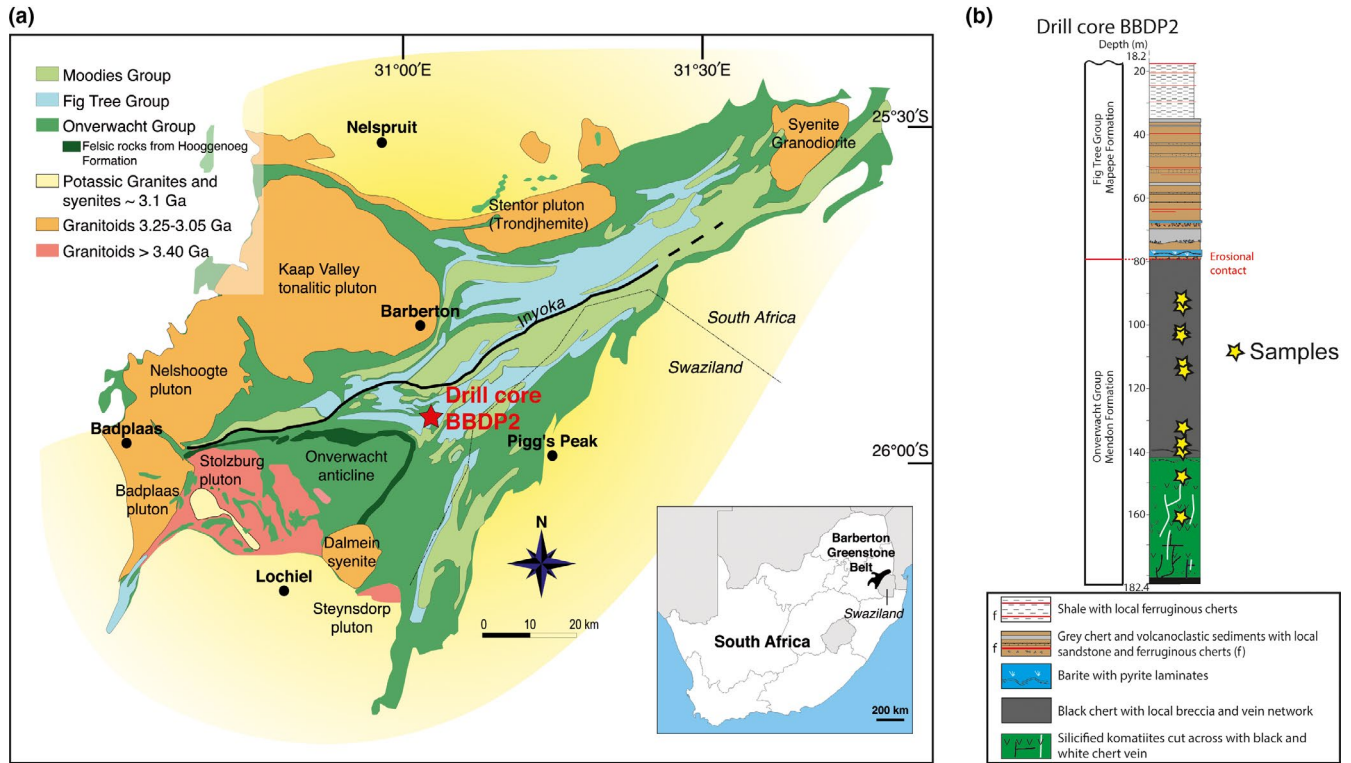 (a)
31°00'E
31°30'E
25°30'S
26°00'S
Moodies Group
Fig Tree Group
Onverwacht Group
Felsic rocks from Hooggenoeg
Formation
Potassic Granites and
syenites ~ 3.1 Ga
Granitoids 3.25-3.05 Ga
Granitoids > 3.40 Ga
Nelspruit
Syenite
Granodiorite
Stentor pluton
(Trondjhemite)
Kaap Valley
tonalitic pluton
Barberton
Inyoka
South Africa
Swaziland
Nelshoogte
pluton
Drill core
BBDP2
Badplaas
Pigg's Peak
Stolzburg
pluton
Onverwacht
anticline
Badplaas
pluton
Dalmein
syenite
Lochiel
Steynsdorp
pluton
N
0 10 20 km
Barberton
Greenstone
Belt
Swaziland
South Africa
200 km
(b)
Drill core BBDP2
Depth (m)
18.2
20
40
60
80
100
120
140
160
182.4
Fig Tree Group
Mapepe Formation
Onverwacht Group
Mendon Formation
Erosional
contact
Samples
f
Shale with local ferruginous cherts
f
Grey chert and volcanoclastic sediments with local
sandstone and ferruginous cherts (f)
Barite with pyrite laminates
Black chert with local breccia and vein network
Silicified komatiites cut across with black and
white chert vein